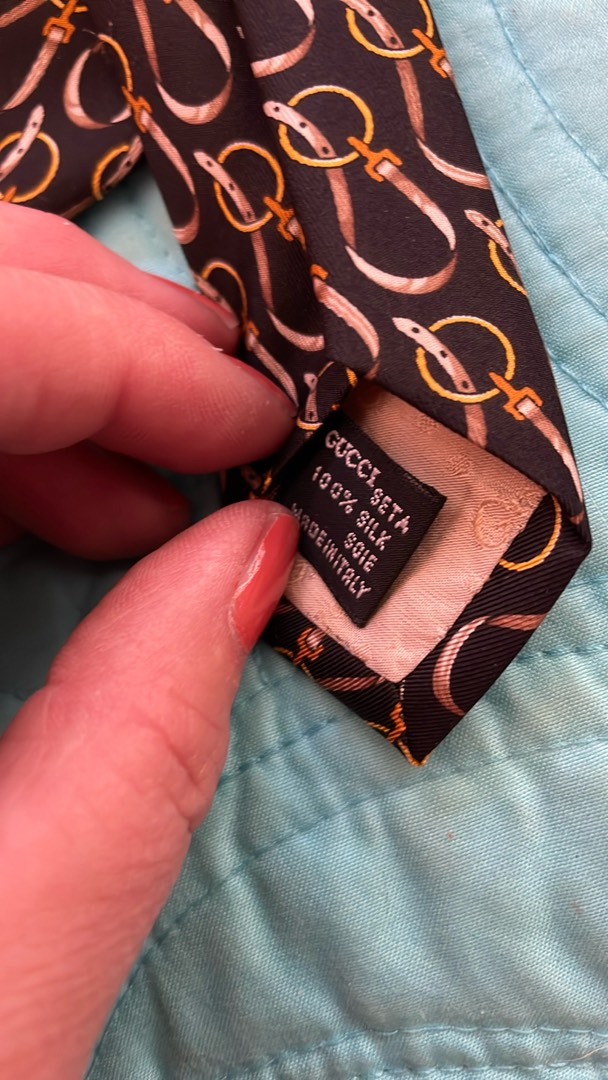 GUCCI
100% SETA
SILK
SOIE
MADE IN ITALY